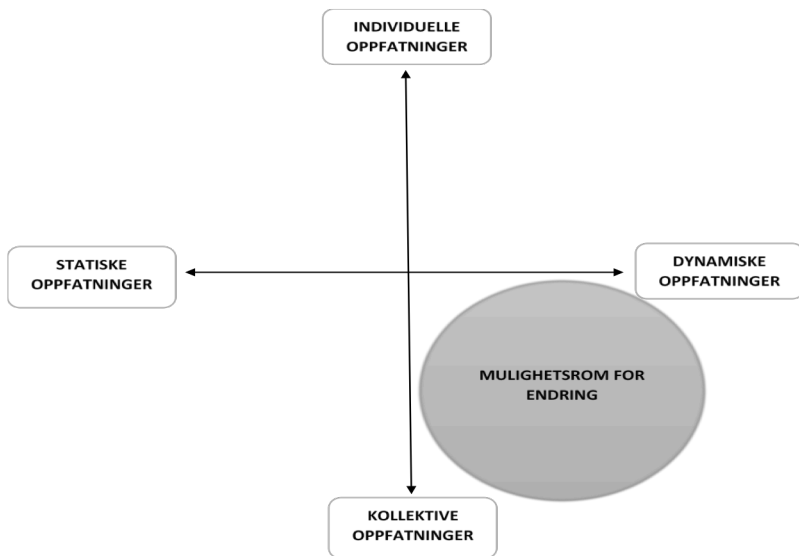 INDIVIDUELLE
OPPFATNINGER
STATISKE
OPPFATNINGER
DYNAMISKE
OPPFATNINGER
MULIGHETSROM FOR
ENDRING
KOLLEKTIVE
OPPFATNINGER